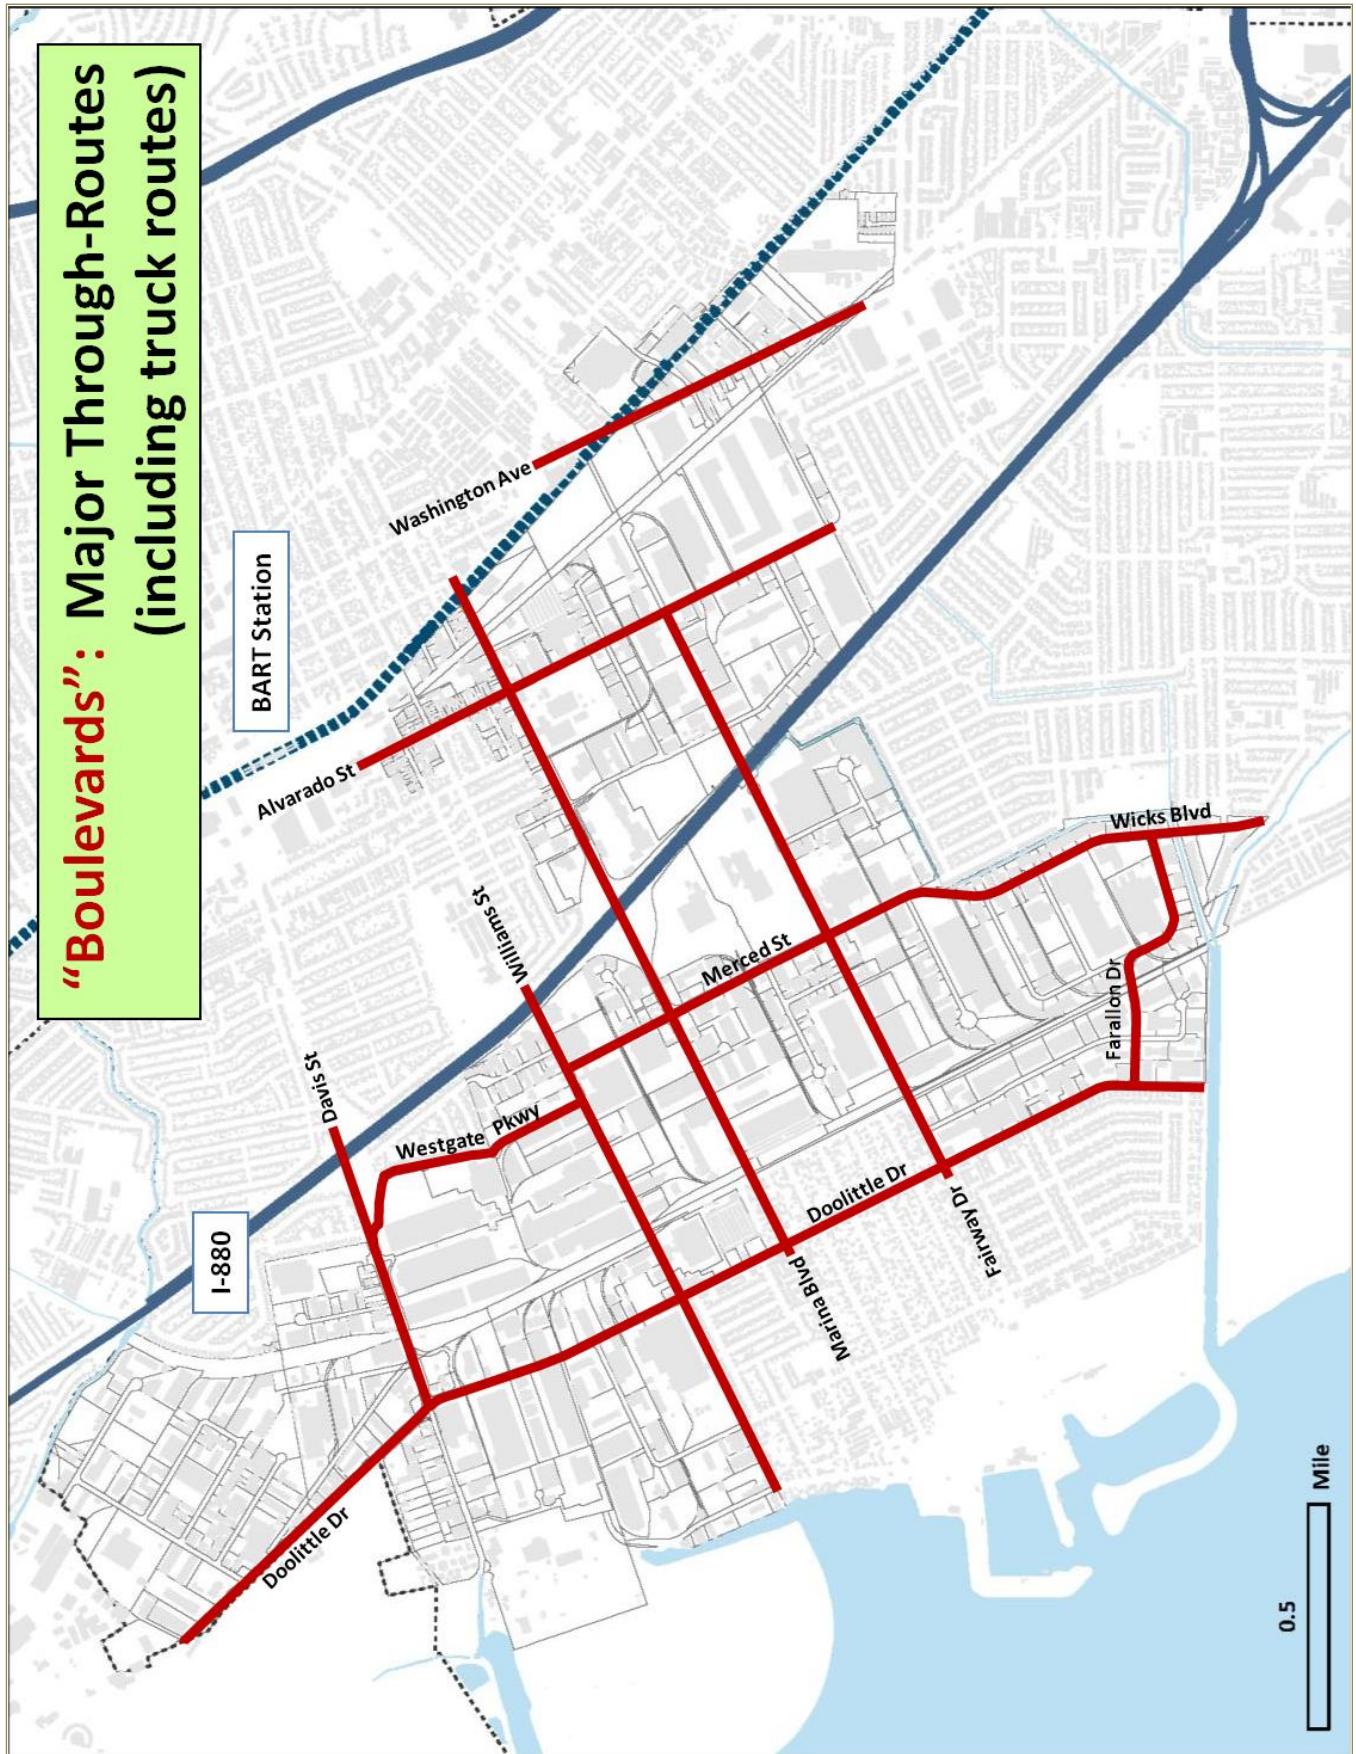 “Boulevards”: Major Through-Routes
(including truck routes)
BART Station
I-880
Washington Ave
Alvarado St
Williams St
Davis St
Westgate Pkwy
Merced St
Wicks Blvd
Farallon Dr
Doolittle Dr
Fairway Dr
Marina Blvd
Doolittle Dr
0.5
Mile